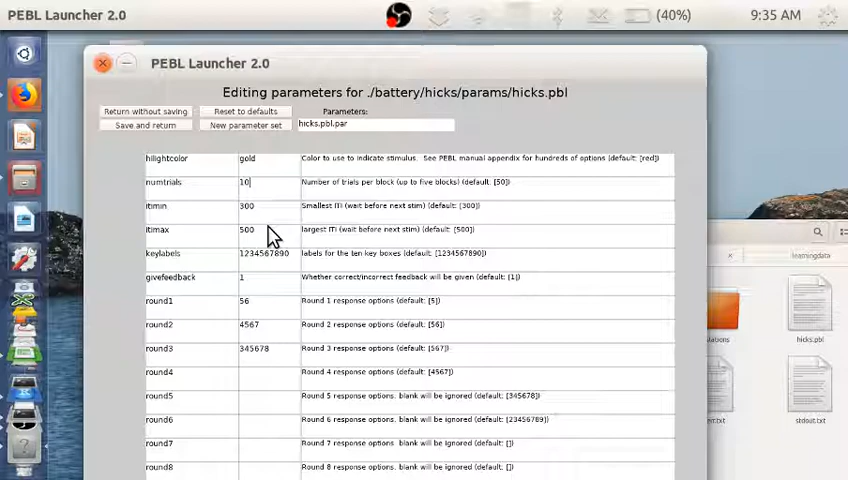 PEBL Launcher 2.0
(40%)
9:35 AM
PEBL Launcher 2.0
Editing parameters for ./battery/hicks/params/hicks.pbl
Return without saving
Reset to defaults
Parameters:
Save and return
New parameter set
hicks.pbl.par
hilightcolor gold Color to use to indicate stimulus. See PEBL manual appendix for hundreds of options (default: [red])
numtrials 10 Number of trials per block (up to five blocks) (default: [50])
itimin 300 Smallest ITI (wait before next stim) (default: [300])
itimax 500 largest ITI (wait before next stim) (default: [500])
keylabels 1234567890 labels for the ten key boxes (default: [1234567890])
givefeedback 1 Whether correct/incorrect feedback will be given (default: [1])
round1 56 Round 1 response options (default: [5])
round2 4567 Round 2 response options (default: [56])
round3 345678 Round 3 response options (default: [567])
round4 Round 4 response options (default: [4567])
round5 Round 5 response options. blank will be ignored (default: [345678])
round6 Round 6 response options. blank will be ignored (default: [23456789])
round7 Round 7 response options. blank will be ignored (default: [])
round8 Round 8 response options. blank will be ignored (default: [])
learningdata
hicks.pbl
stdout.txt